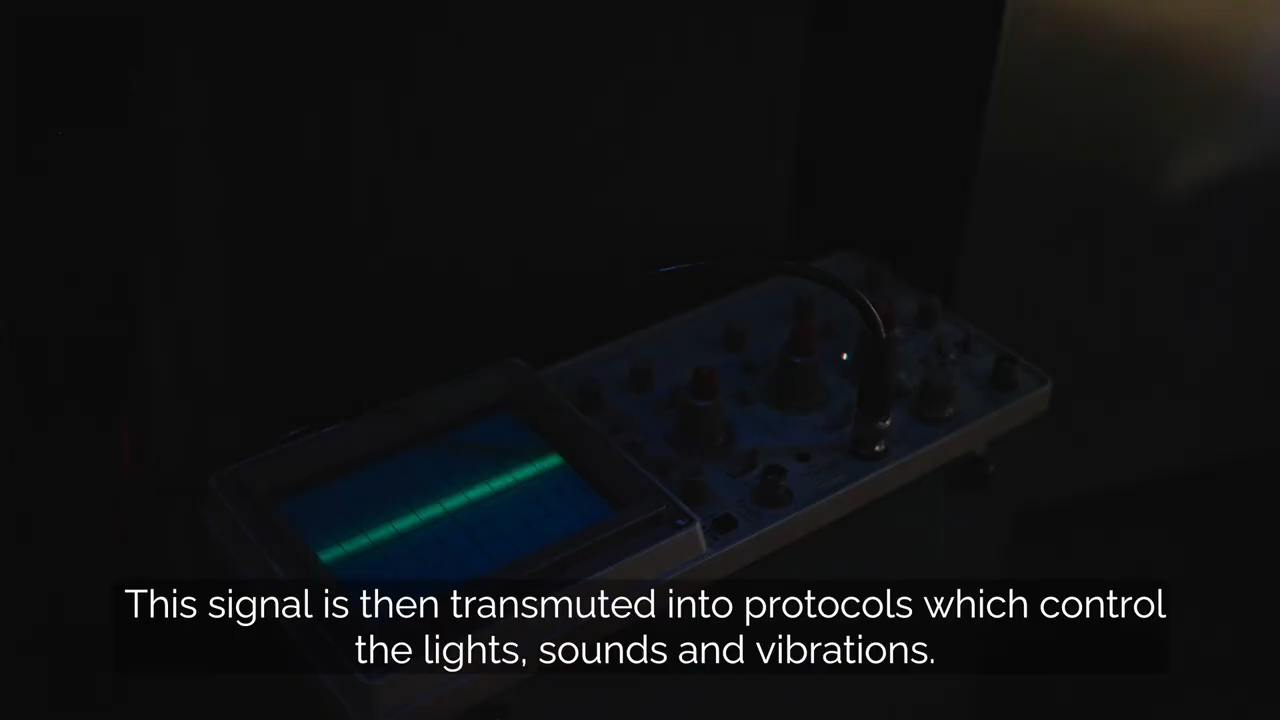 This signal is then transmuted into protocols which control
the lights, sounds and vibrations.